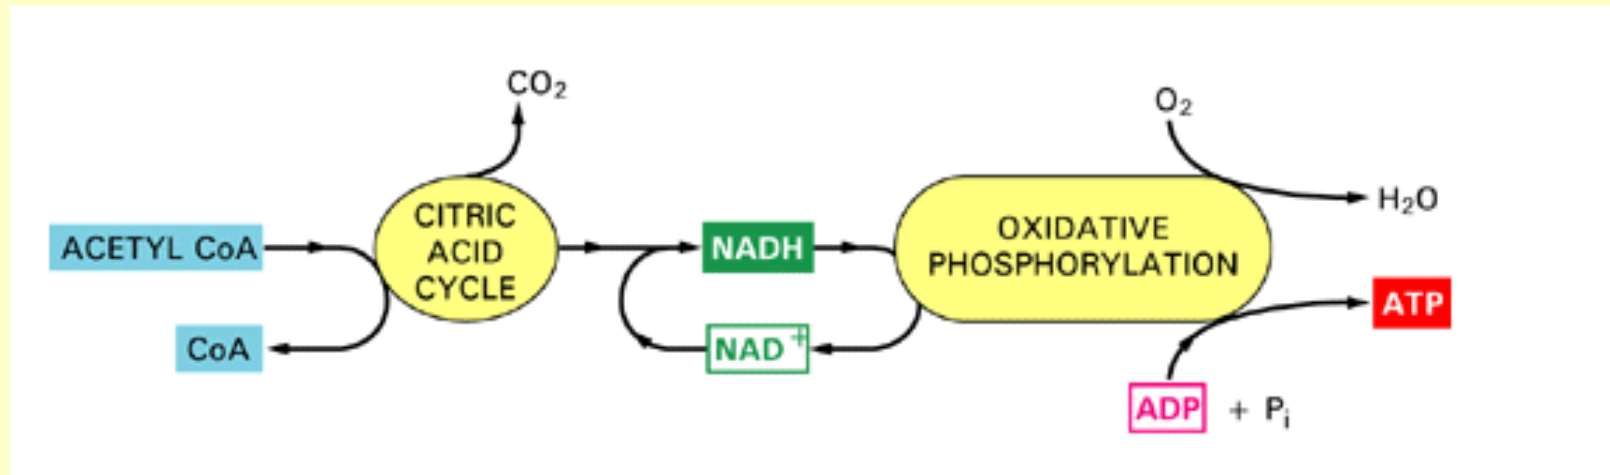 CO₂
O₂
H₂O
ACETYL CoA
CITRIC
ACID
CYCLE
NADH
OXIDATIVE
PHOSPHORYLATION
CoA
NAD⁺
ATP
ADP + Pᵢ